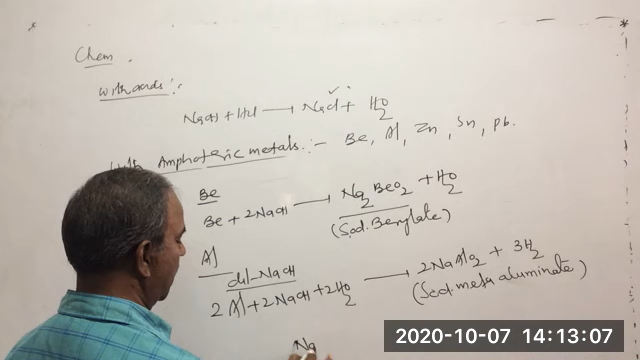 Chem.
With acids:-
NaOH + HCl → NaCl + H2O
With Amphoteric metals:- Be, Al, Zn, Sn, Pb.
Be
Be + 2NaOH → Na2BeO2 + H2O
(Sod. Berylate)
Al
dil-NaOH
2Al + 2NaOH + 2H2O → 2NaAlO2 + 3H2
(Sod meta aluminate)
Na
2020-10-07 14:13:07